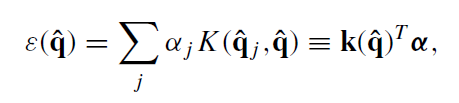 ε(q̂) = ∑_j α_j K(q̂_j, q̂) ≡ k(q̂)^T α,